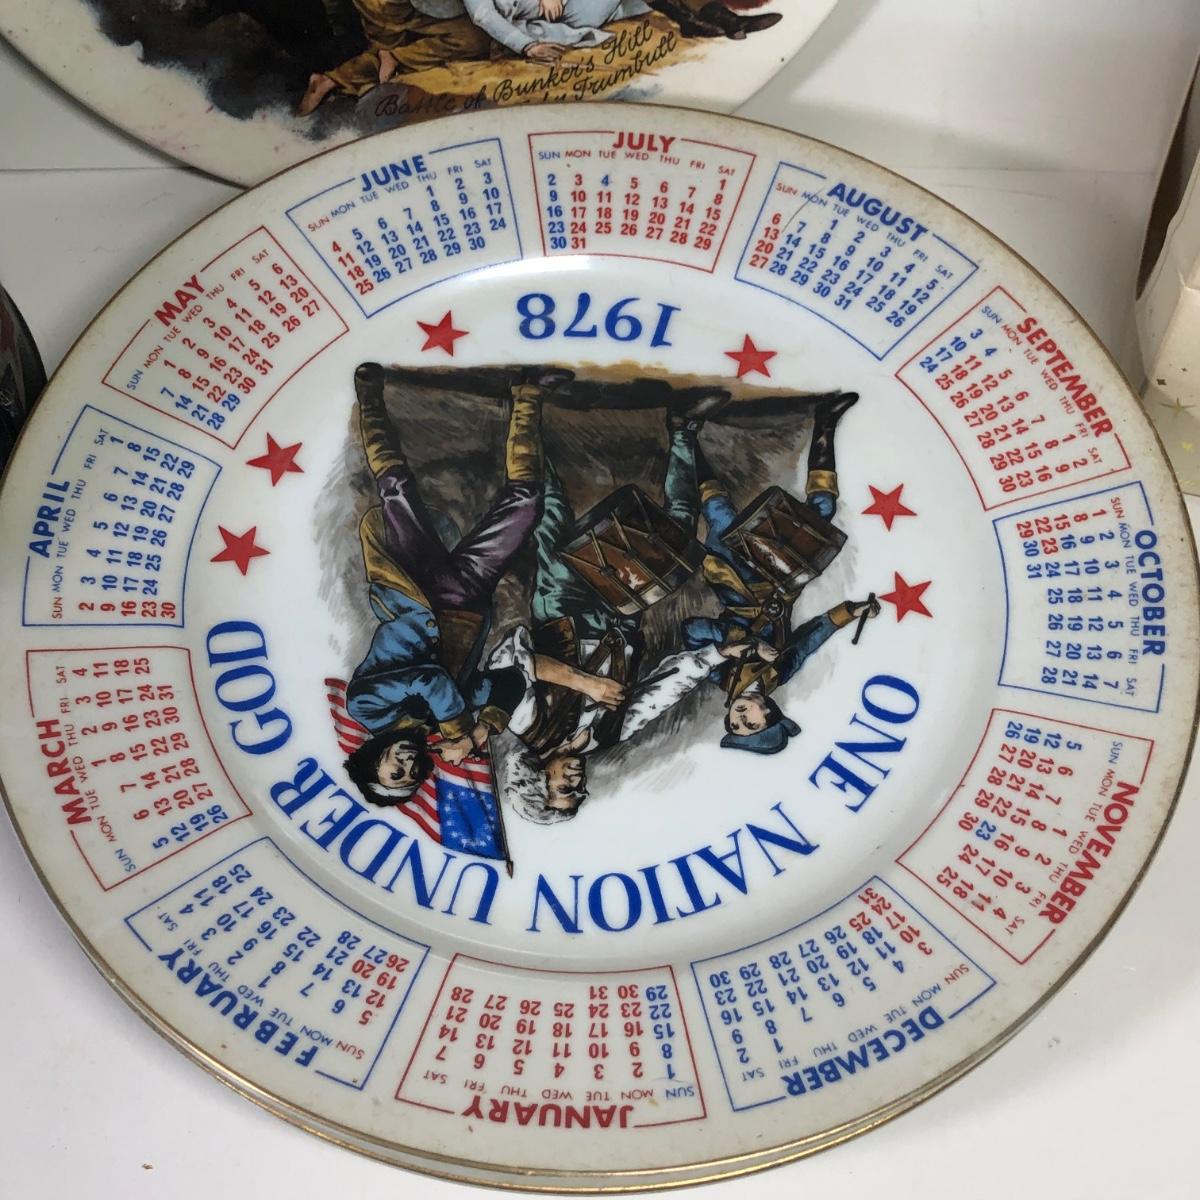 Battle of Bunker's Hill
Trumbull
1978
ONE NATION UNDER GOD
JANUARY
SUN MON TUE WED THU FRI SAT
1 2 3 4 5 6 7
8 9 10 11 12 13 14
15 16 17 18 19 20 21
22 23 24 25 26 27 28
29 30 31
FEBRUARY
SUN MON TUE WED THU FRI SAT
1 2 3 4
5 6 7 8 9 10 11
12 13 14 15 16 17 18
19 20 21 22 23 24 25
26 27 28
MARCH
SUN MON TUE WED THU FRI SAT
1 2 3 4
5 6 7 8 9 10 11
12 13 14 15 16 17 18
19 20 21 22 23 24 25
26 27 28 29 30 31
APRIL
SUN MON TUE WED THU FRI SAT
1
2 3 4 5 6 7 8
9 10 11 12 13 14 15
16 17 18 19 20 21 22
23 24 25 26 27 28 29
30
MAY
SUN MON TUE WED THU FRI SAT
1 2 3 4 5 6
7 8 9 10 11 12 13
14 15 16 17 18 19 20
21 22 23 24 25 26 27
28 29 30 31
JUNE
SUN MON TUE WED THU FRI SAT
1 2 3
4 5 6 7 8 9 10
11 12 13 14 15 16 17
18 19 20 21 22 23 24
25 26 27 28 29 30
JULY
SUN MON TUE WED THU FRI SAT
1
2 3 4 5 6 7 8
9 10 11 12 13 14 15
16 17 18 19 20 21 22
23 24 25 26 27 28 29
30 31
AUGUST
SUN MON TUE WED THU FRI SAT
1 2 3 4 5
6 7 8 9 10 11 12
13 14 15 16 17 18 19
20 21 22 23 24 25 26
27 28 29 30 31
SEPTEMBER
SUN MON TUE WED THU FRI SAT
1 2
3 4 5 6 7 8 9
10 11 12 13 14 15 16
17 18 19 20 21 22 23
24 25 26 27 28 29 30
OCTOBER
SUN MON TUE WED THU FRI SAT
1 2 3 4 5 6 7
8 9 10 11 12 13 14
15 16 17 18 19 20 21
22 23 24 25 26 27 28
29 30 31
NOVEMBER
SUN MON TUE WED THU FRI SAT
1 2 3 4
5 6 7 8 9 10 11
12 13 14 15 16 17 18
19 20 21 22 23 24 25
26 27 28 29 30
DECEMBER
SUN MON TUE WED THU FRI SAT
1 2
3 4 5 6 7 8 9
10 11 12 13 14 15 16
17 18 19 20 21 22 23
24 25 26 27 28 29 30
31